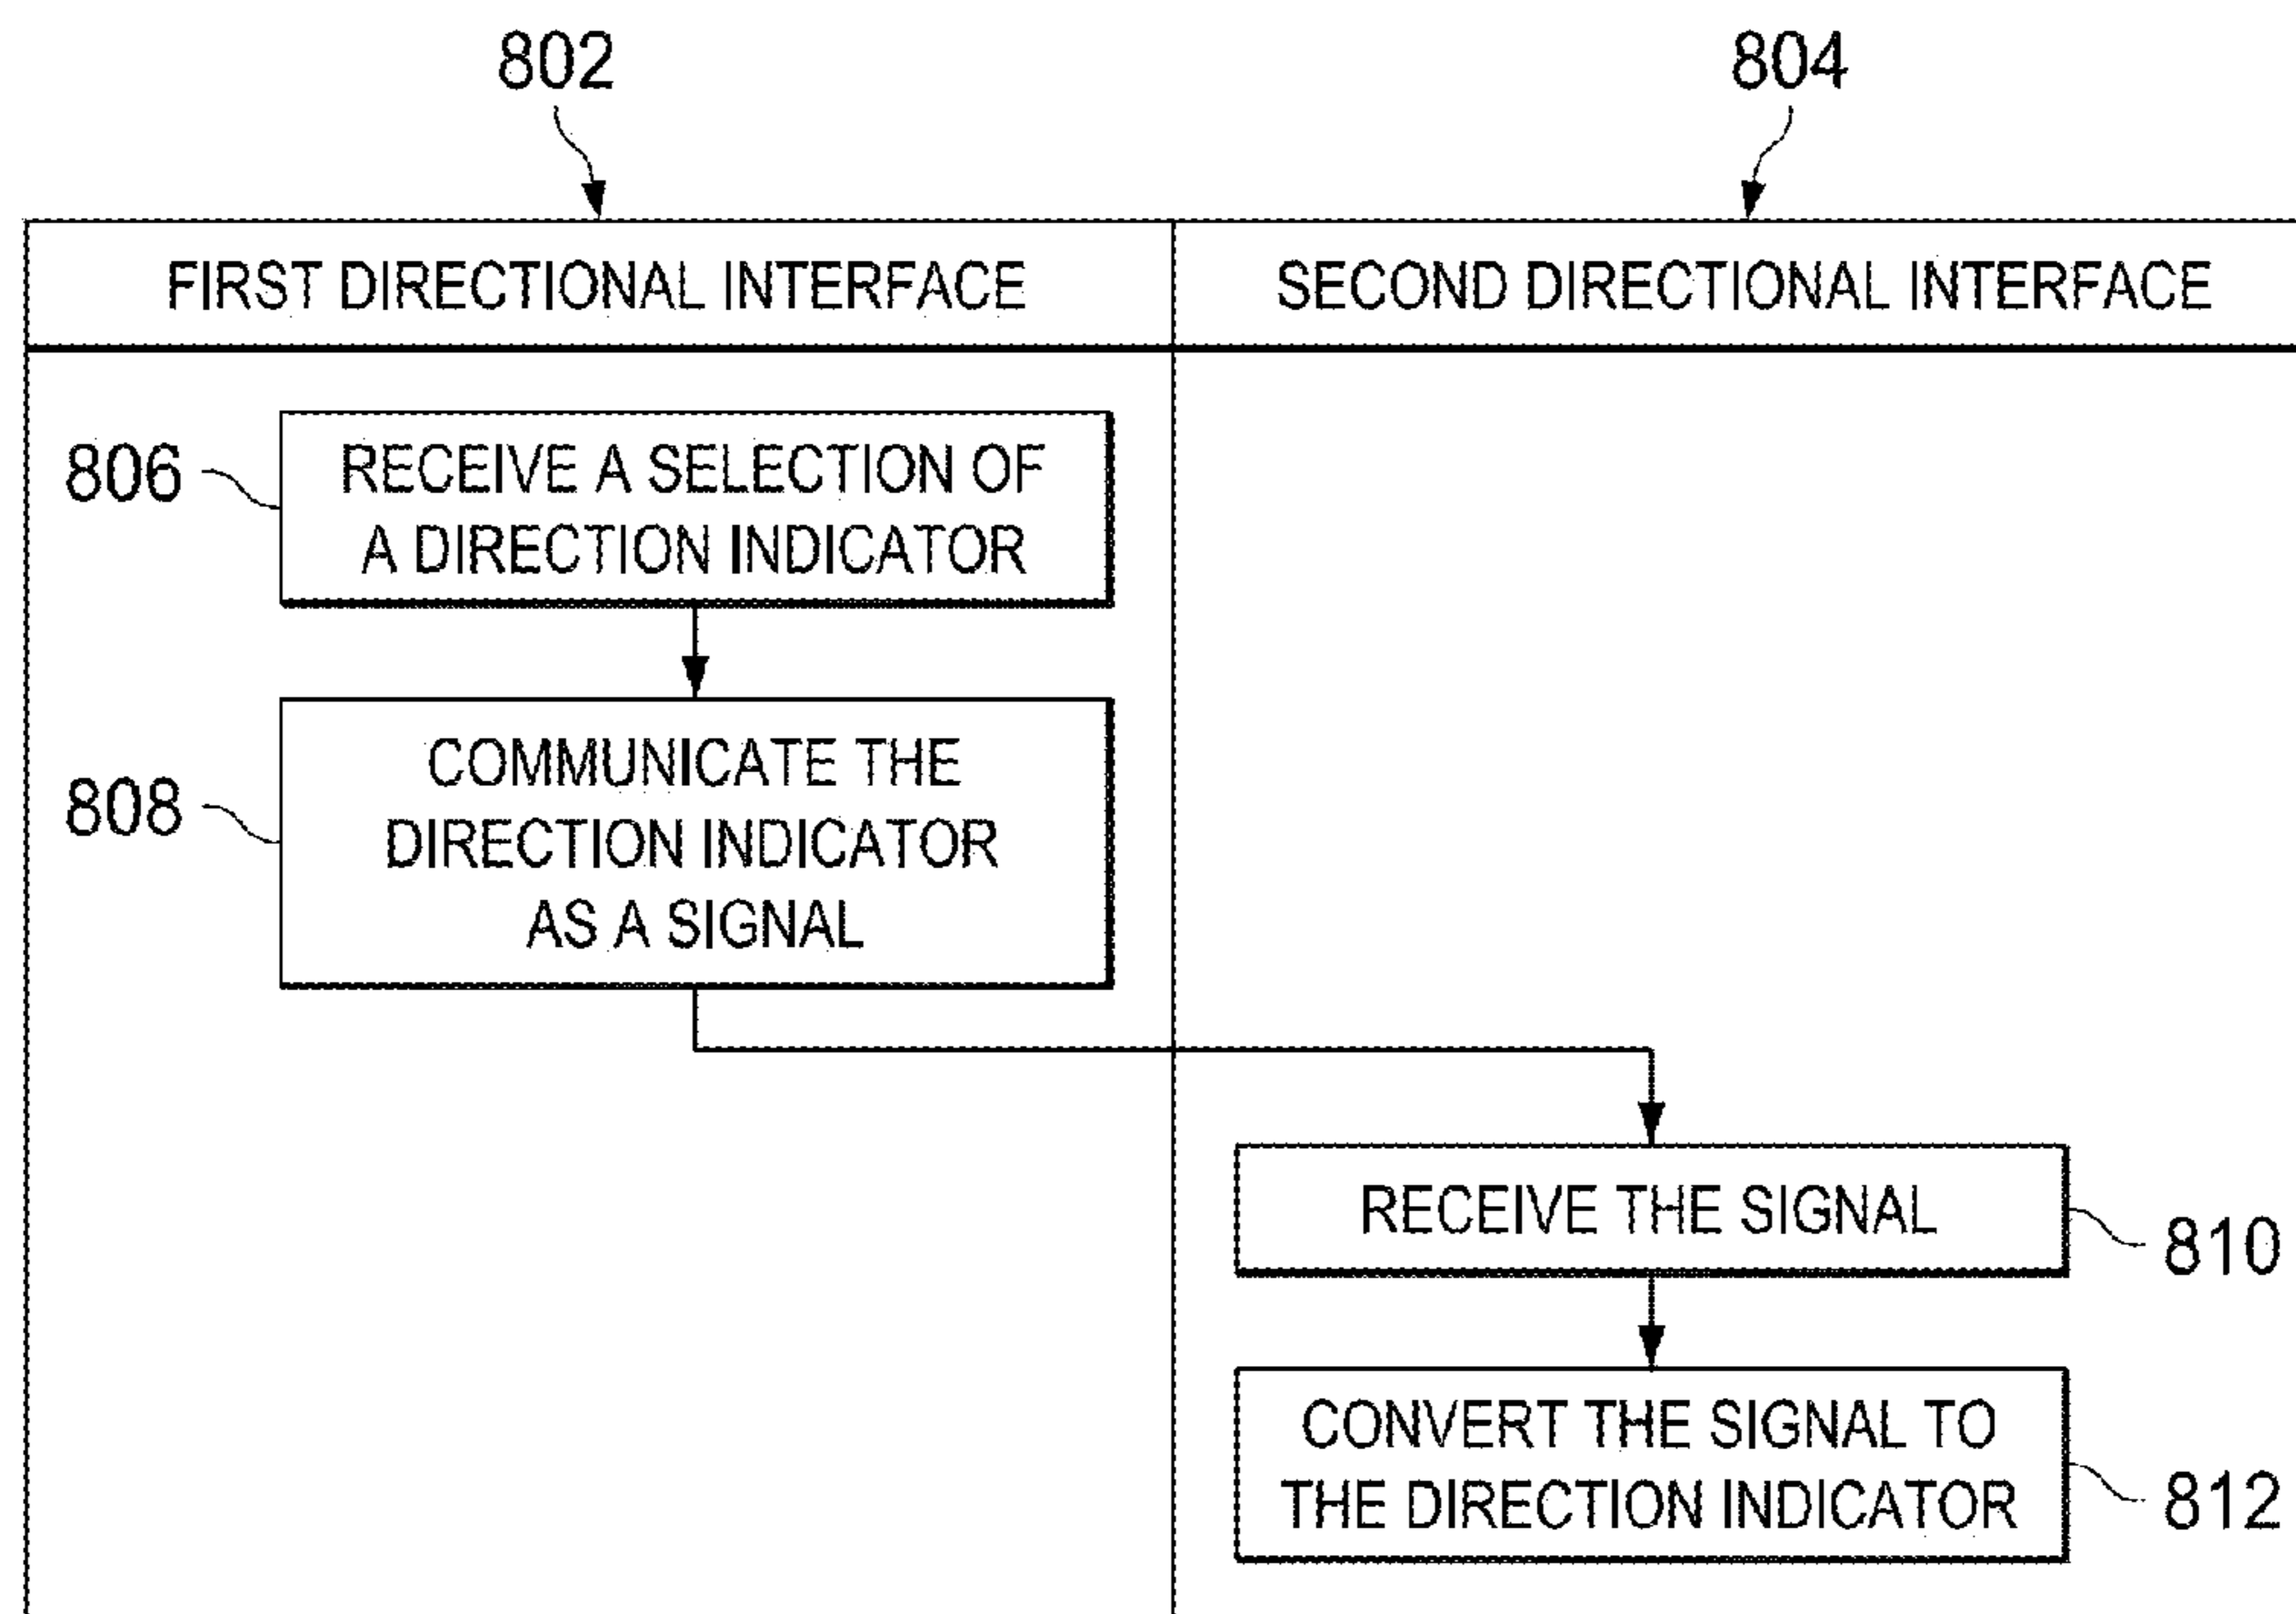 802
804
FIRST DIRECTIONAL INTERFACE
SECOND DIRECTIONAL INTERFACE
806
RECEIVE A SELECTION OF
A DIRECTION INDICATOR
808
COMMUNICATE THE
DIRECTION INDICATOR
AS A SIGNAL
RECEIVE THE SIGNAL
810
CONVERT THE SIGNAL TO
THE DIRECTION INDICATOR
812